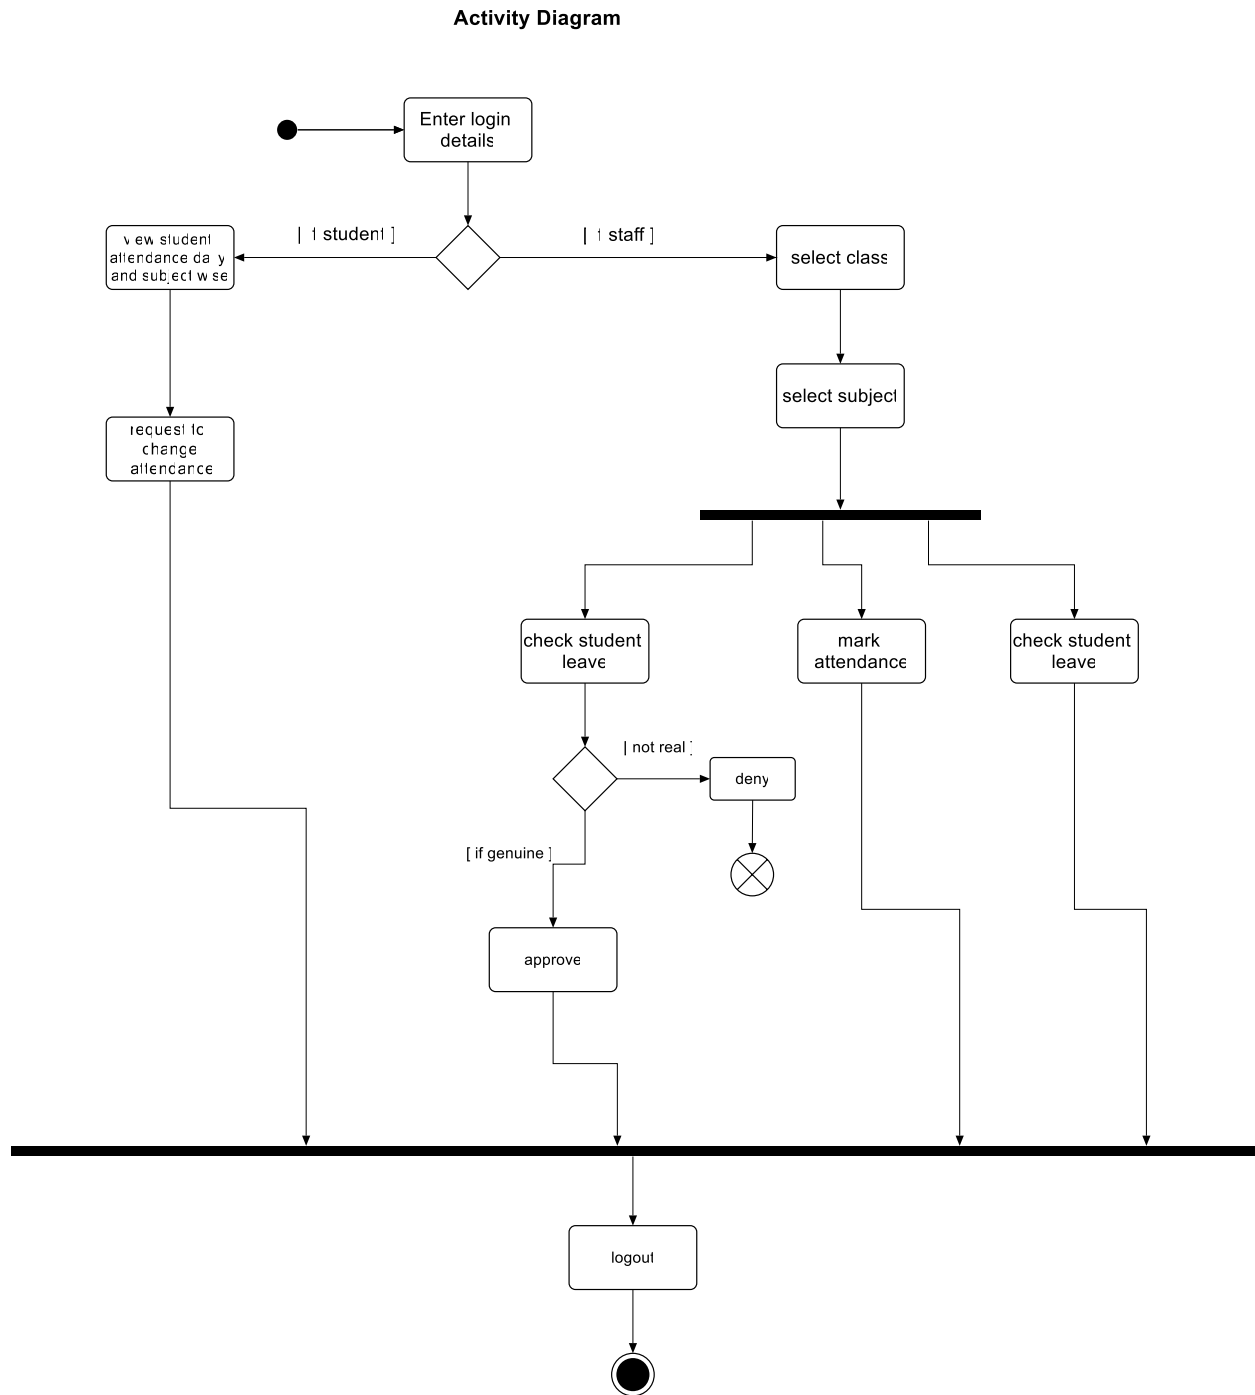 Activity Diagram
Enter login
details
[ if student ]
[ if staff ]
view student
attendance daily
and subject wise
select class
select subject
request to
change
attendance
check student
leave
mark
attendance
check student
leave
[ not real ]
deny
[ if genuine ]
approve
logout